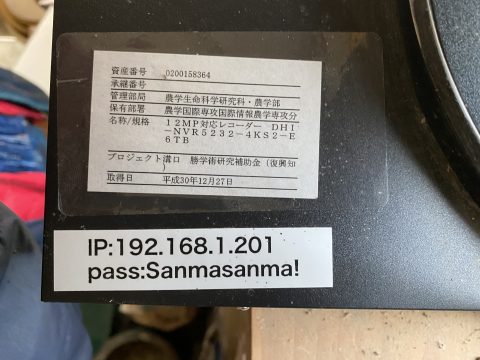 資産番号 0200158364
承継番号
管理部局 農学生命科学研究科・農学部
保有部署 農学国際専攻国際情報農学専攻分
名称/規格 12MP対応レコーダー DHI
-NVR5232-4KS2-E
6TB
プロジェクト 溝口 勝学術研究補助金(復興知
)
取得日 平成30年12月27日
IP:192.168.1.201
pass:Sanmasanma!